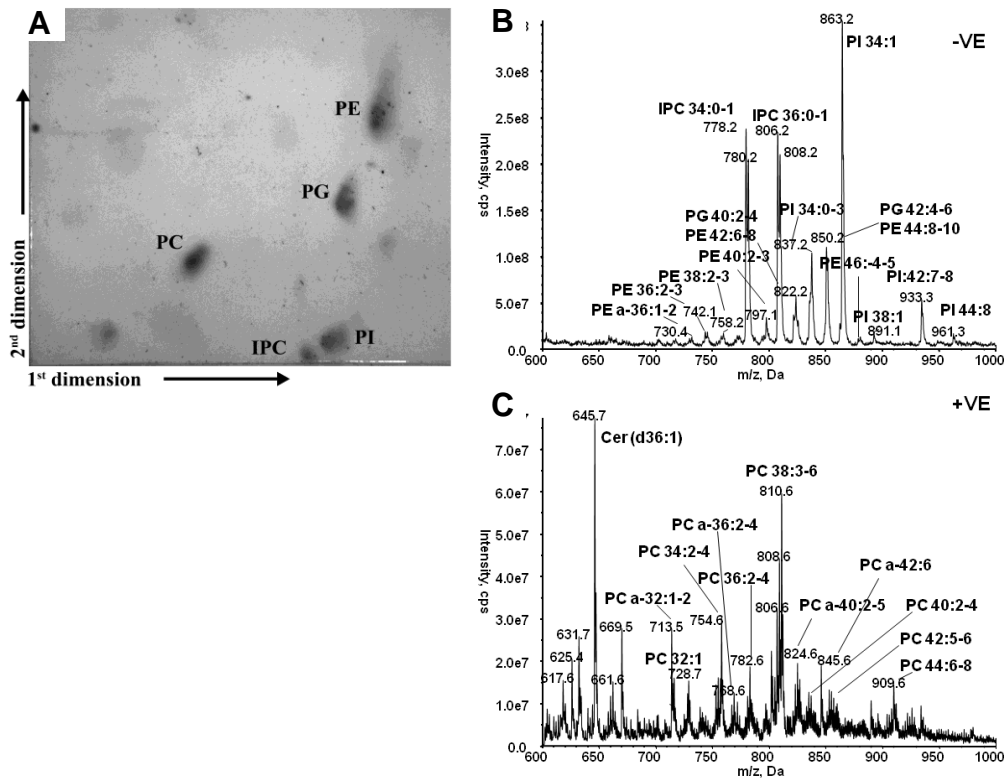 A
PE
PG
PC
IPC
PI
2nd dimension
1st dimension
B
-VE
863.2
PI 34:1
3.0e8
2.5e8
2.0e8
1.5e8
1.0e8
5.0e7
0.0
Intensity, cps
IPC 34:0-1
778.2
780.2
IPC 36:0-1
806.2
808.2
PG 40:2-4
PE 42:6-8
PE 40:2-3
PI 34:0-3
837.2
850.2
PG 42:4-6
PE 44:8-10
PE 46:-4-5
PE 38:2-3
PE 36:2-3
PE a-36:1-2
730.4
742.1
758.2
797.1
822.2
PI:42:7-8
933.3
PI 38:1
891.1
PI 44:8
961.3
600 650 700 750 800 850 900 950 1000
m/z, Da
C
+VE
645.7
Cer (d36:1)
7.0e7
6.0e7
5.0e7
4.0e7
3.0e7
2.0e7
1.0e7
0.0
Intensity, cps
PC 38:3-6
810.6
808.6
806.6
PC a-36:2-4
PC 34:2-4
PC 36:2-4
PC a-32:1-2
713.5
754.6
PC 32:1
728.7
768.6
782.6
PC a-42:6
PC a-40:2-5
824.6
845.6
PC 40:2-4
PC 42:5-6
PC 44:6-8
909.6
617.6
625.4
631.7
661.6
669.5
600 650 700 750 800 850 900 950 1000
m/z, Da